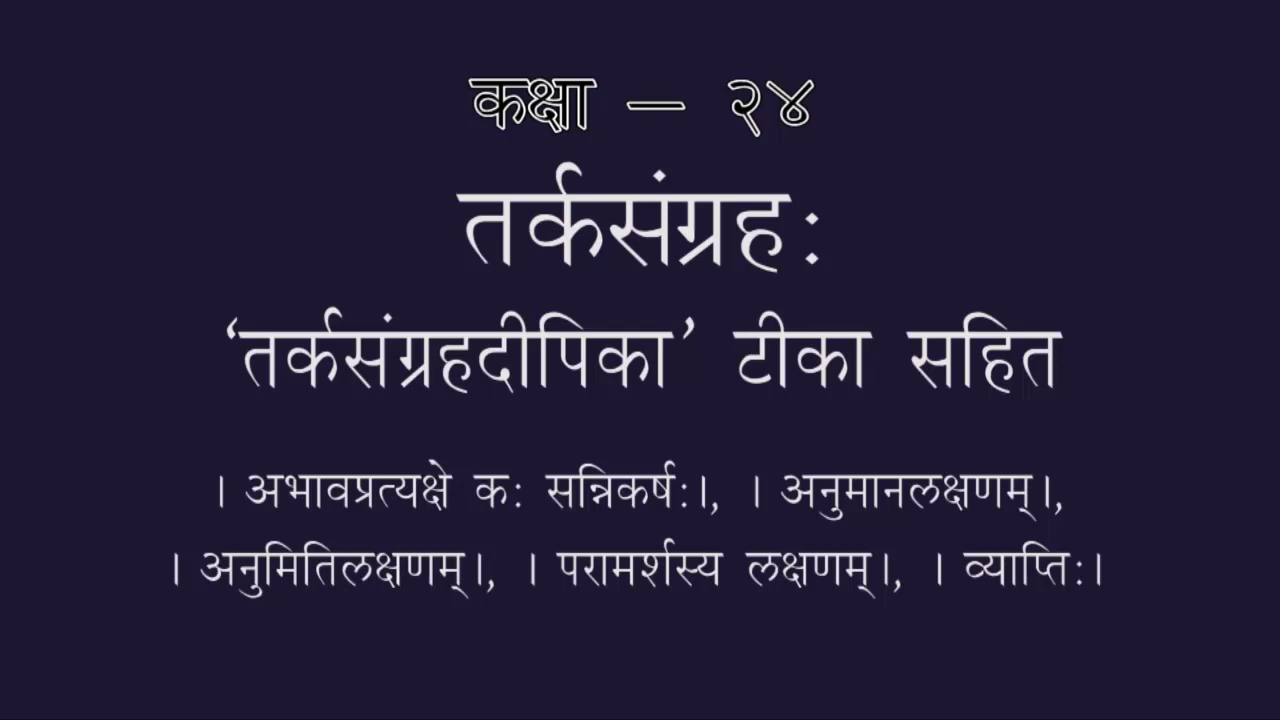 कक्षा – २४
तर्कसंग्रह:
‘तर्कसंग्रहदीपिका’ टीका सहित
। अभावप्रत्यक्षे क: सन्निकर्ष:।, । अनुमानलक्षणम्।,
। अनुमितिलक्षणम्।, । परामर्शस्य लक्षणम्।, । व्याप्ति:।